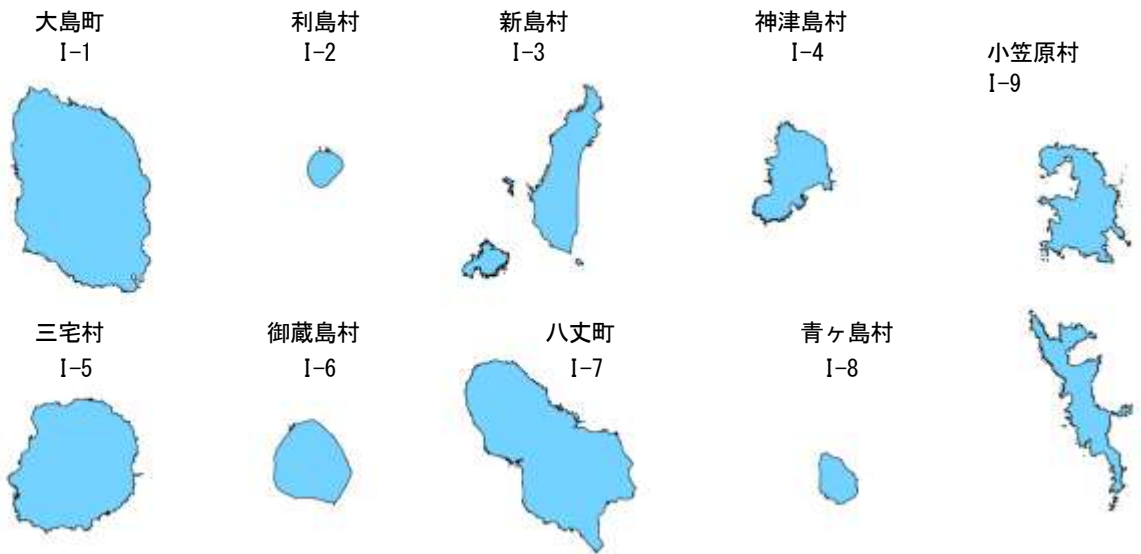 大島町
I-1
利島村
I-2
新島村
I-3
神津島村
I-4
小笠原村
I-9
三宅村
I-5
御蔵島村
I-6
八丈町
I-7
青ヶ島村
I-8